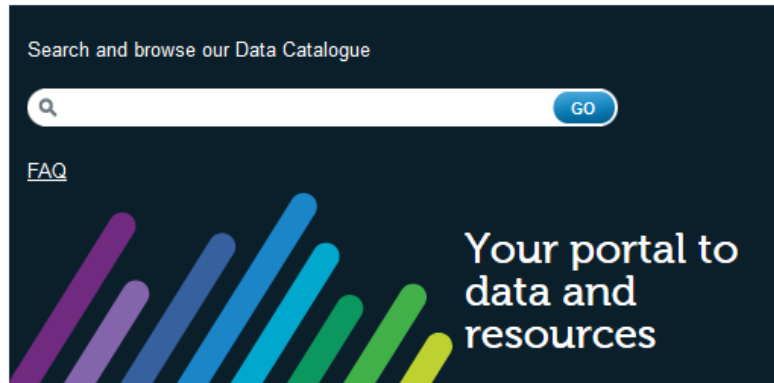 Search and browse our Data Catalogue
GO
FAQ
Your portal to
data and
resources